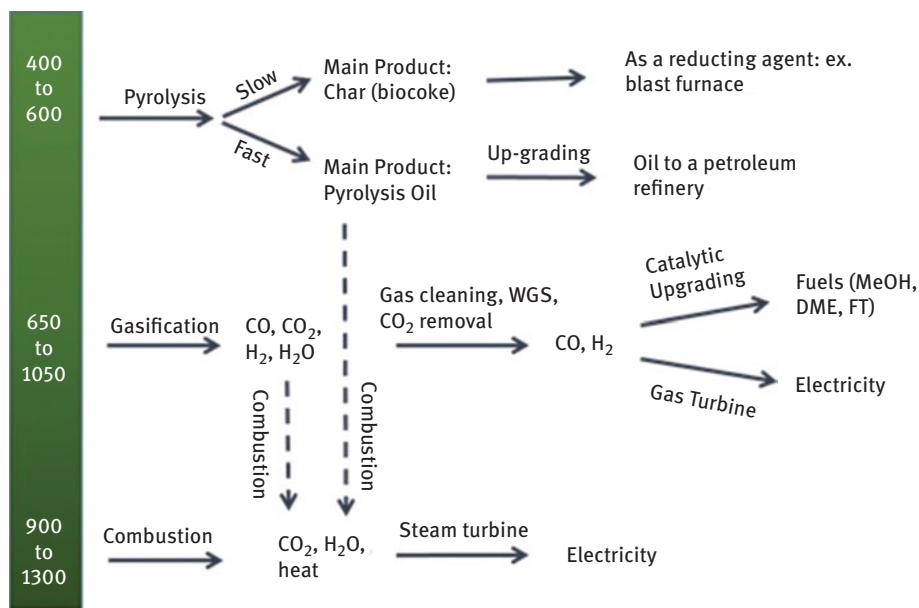 400
to
600
Pyrolysis
Slow
Fast
Main Product:
Char (biocoke)
As a reducting agent: ex.
blast furnace
Main Product:
Pyrolysis Oil
Up-grading
Oil to a petroleum
refinery
650
to
1050
Gasification
CO, CO₂,
H₂, H₂O
Gas cleaning, WGS,
CO₂ removal
CO, H₂
Catalytic
Upgrading
Fuels (MeOH,
DME, FT)
Gas Turbine
Electricity
Combustion
Combustion
900
to
1300
Combustion
CO₂, H₂O,
heat
Steam turbine
Electricity